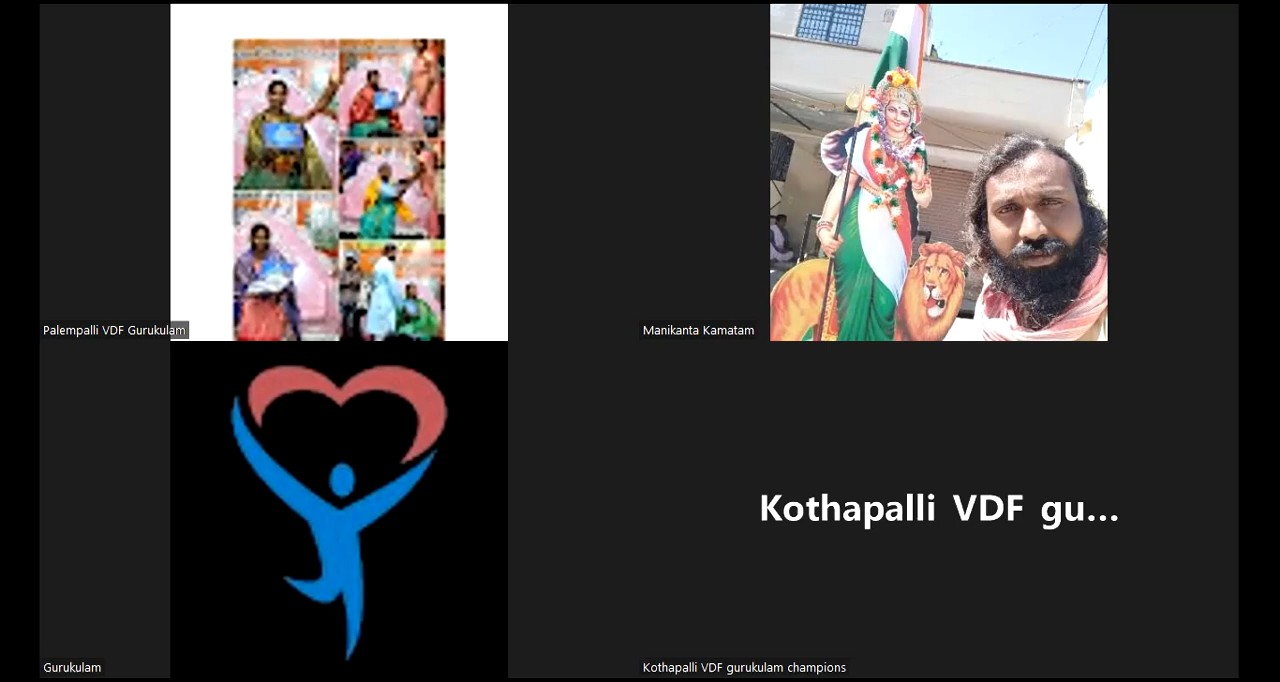 Palempalli VDF Gurukulam
Manikanta Kamatam
Kothapalli VDF gu...
Gurukulam
Kothapalli VDF gurukulam champions